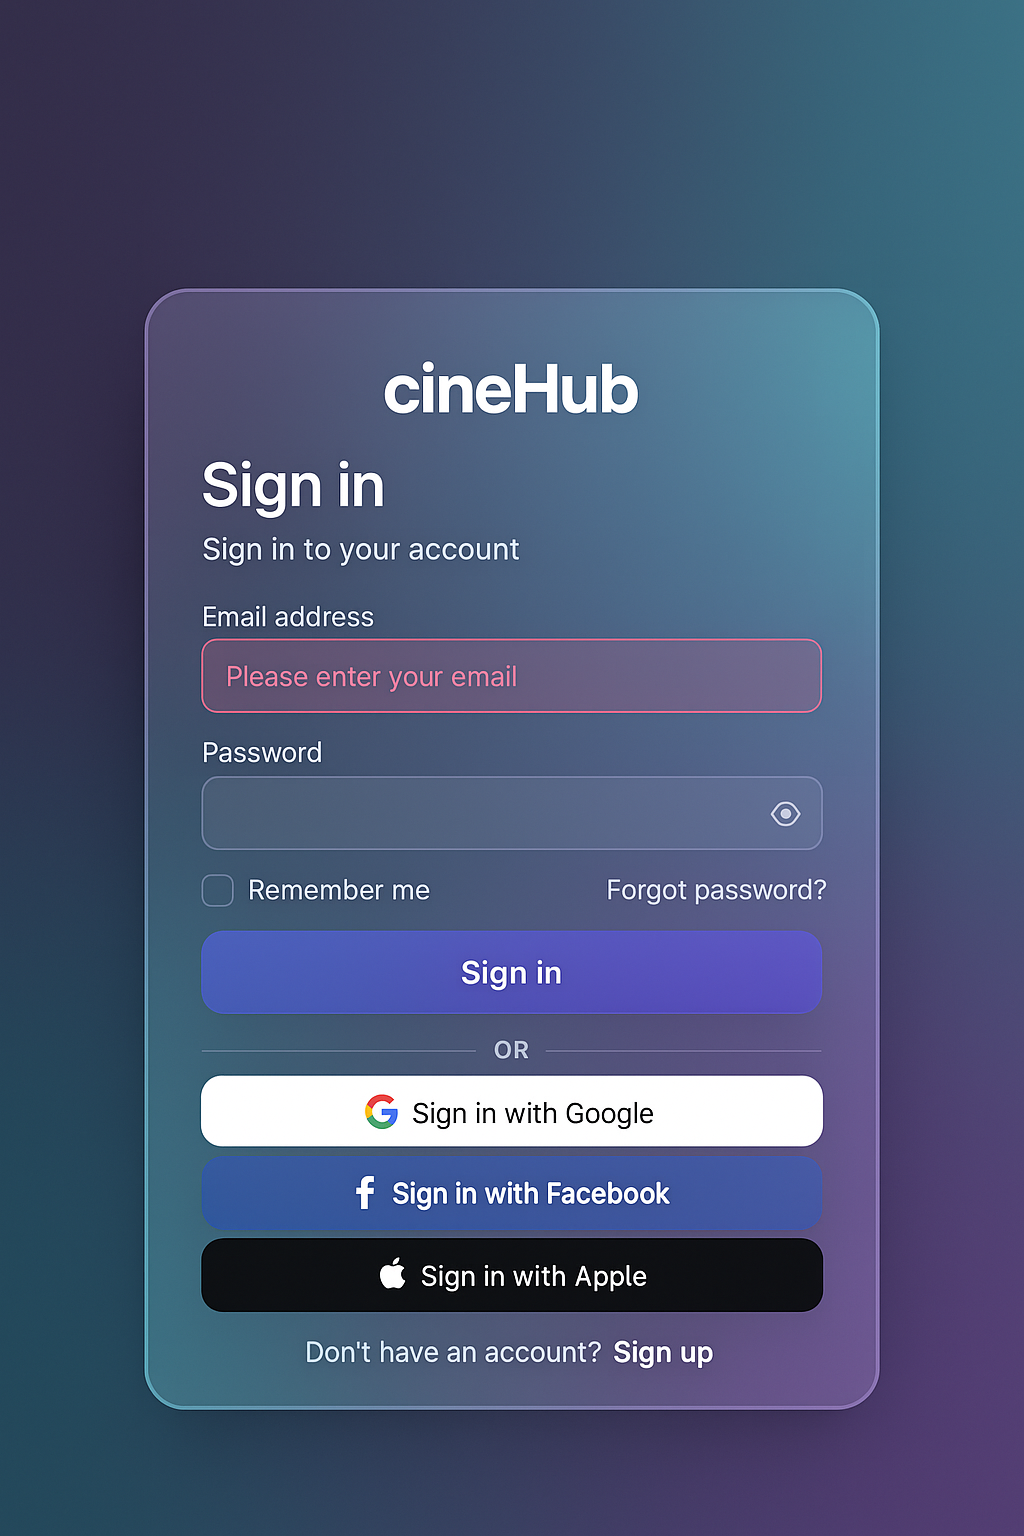 cineHub
Sign in
Sign in to your account
Email address
Please enter your email
Password
Remember me
Forgot password?
Sign in
OR
Sign in with Google
Sign in with Facebook
Sign in with Apple
Don't have an account? Sign up